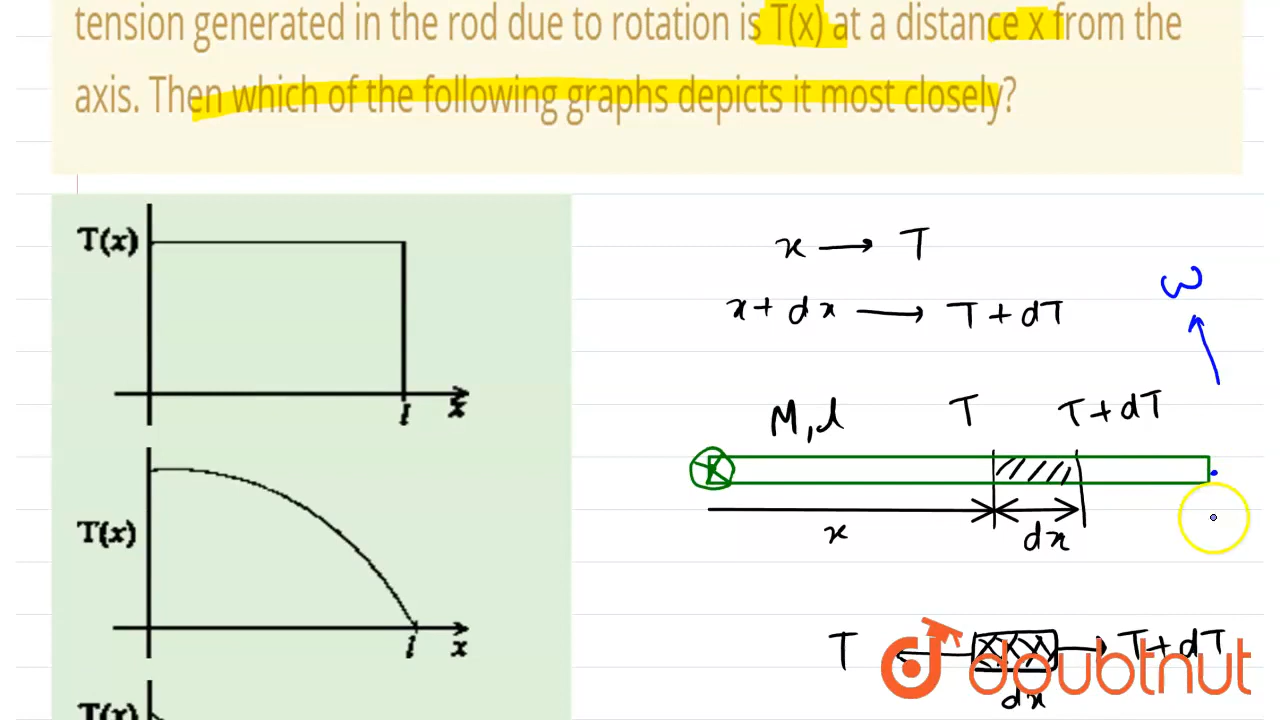 tension generated in the rod due to rotation is T(x) at a distance x from the
axis. Then which of the following graphs depicts it most closely?
T(x)
l x
x → T
x + dx → T + dT
ω
M, l T T + dT
x dx
T(x)
l x
T T + dT
dx
doubtnut
T(x)